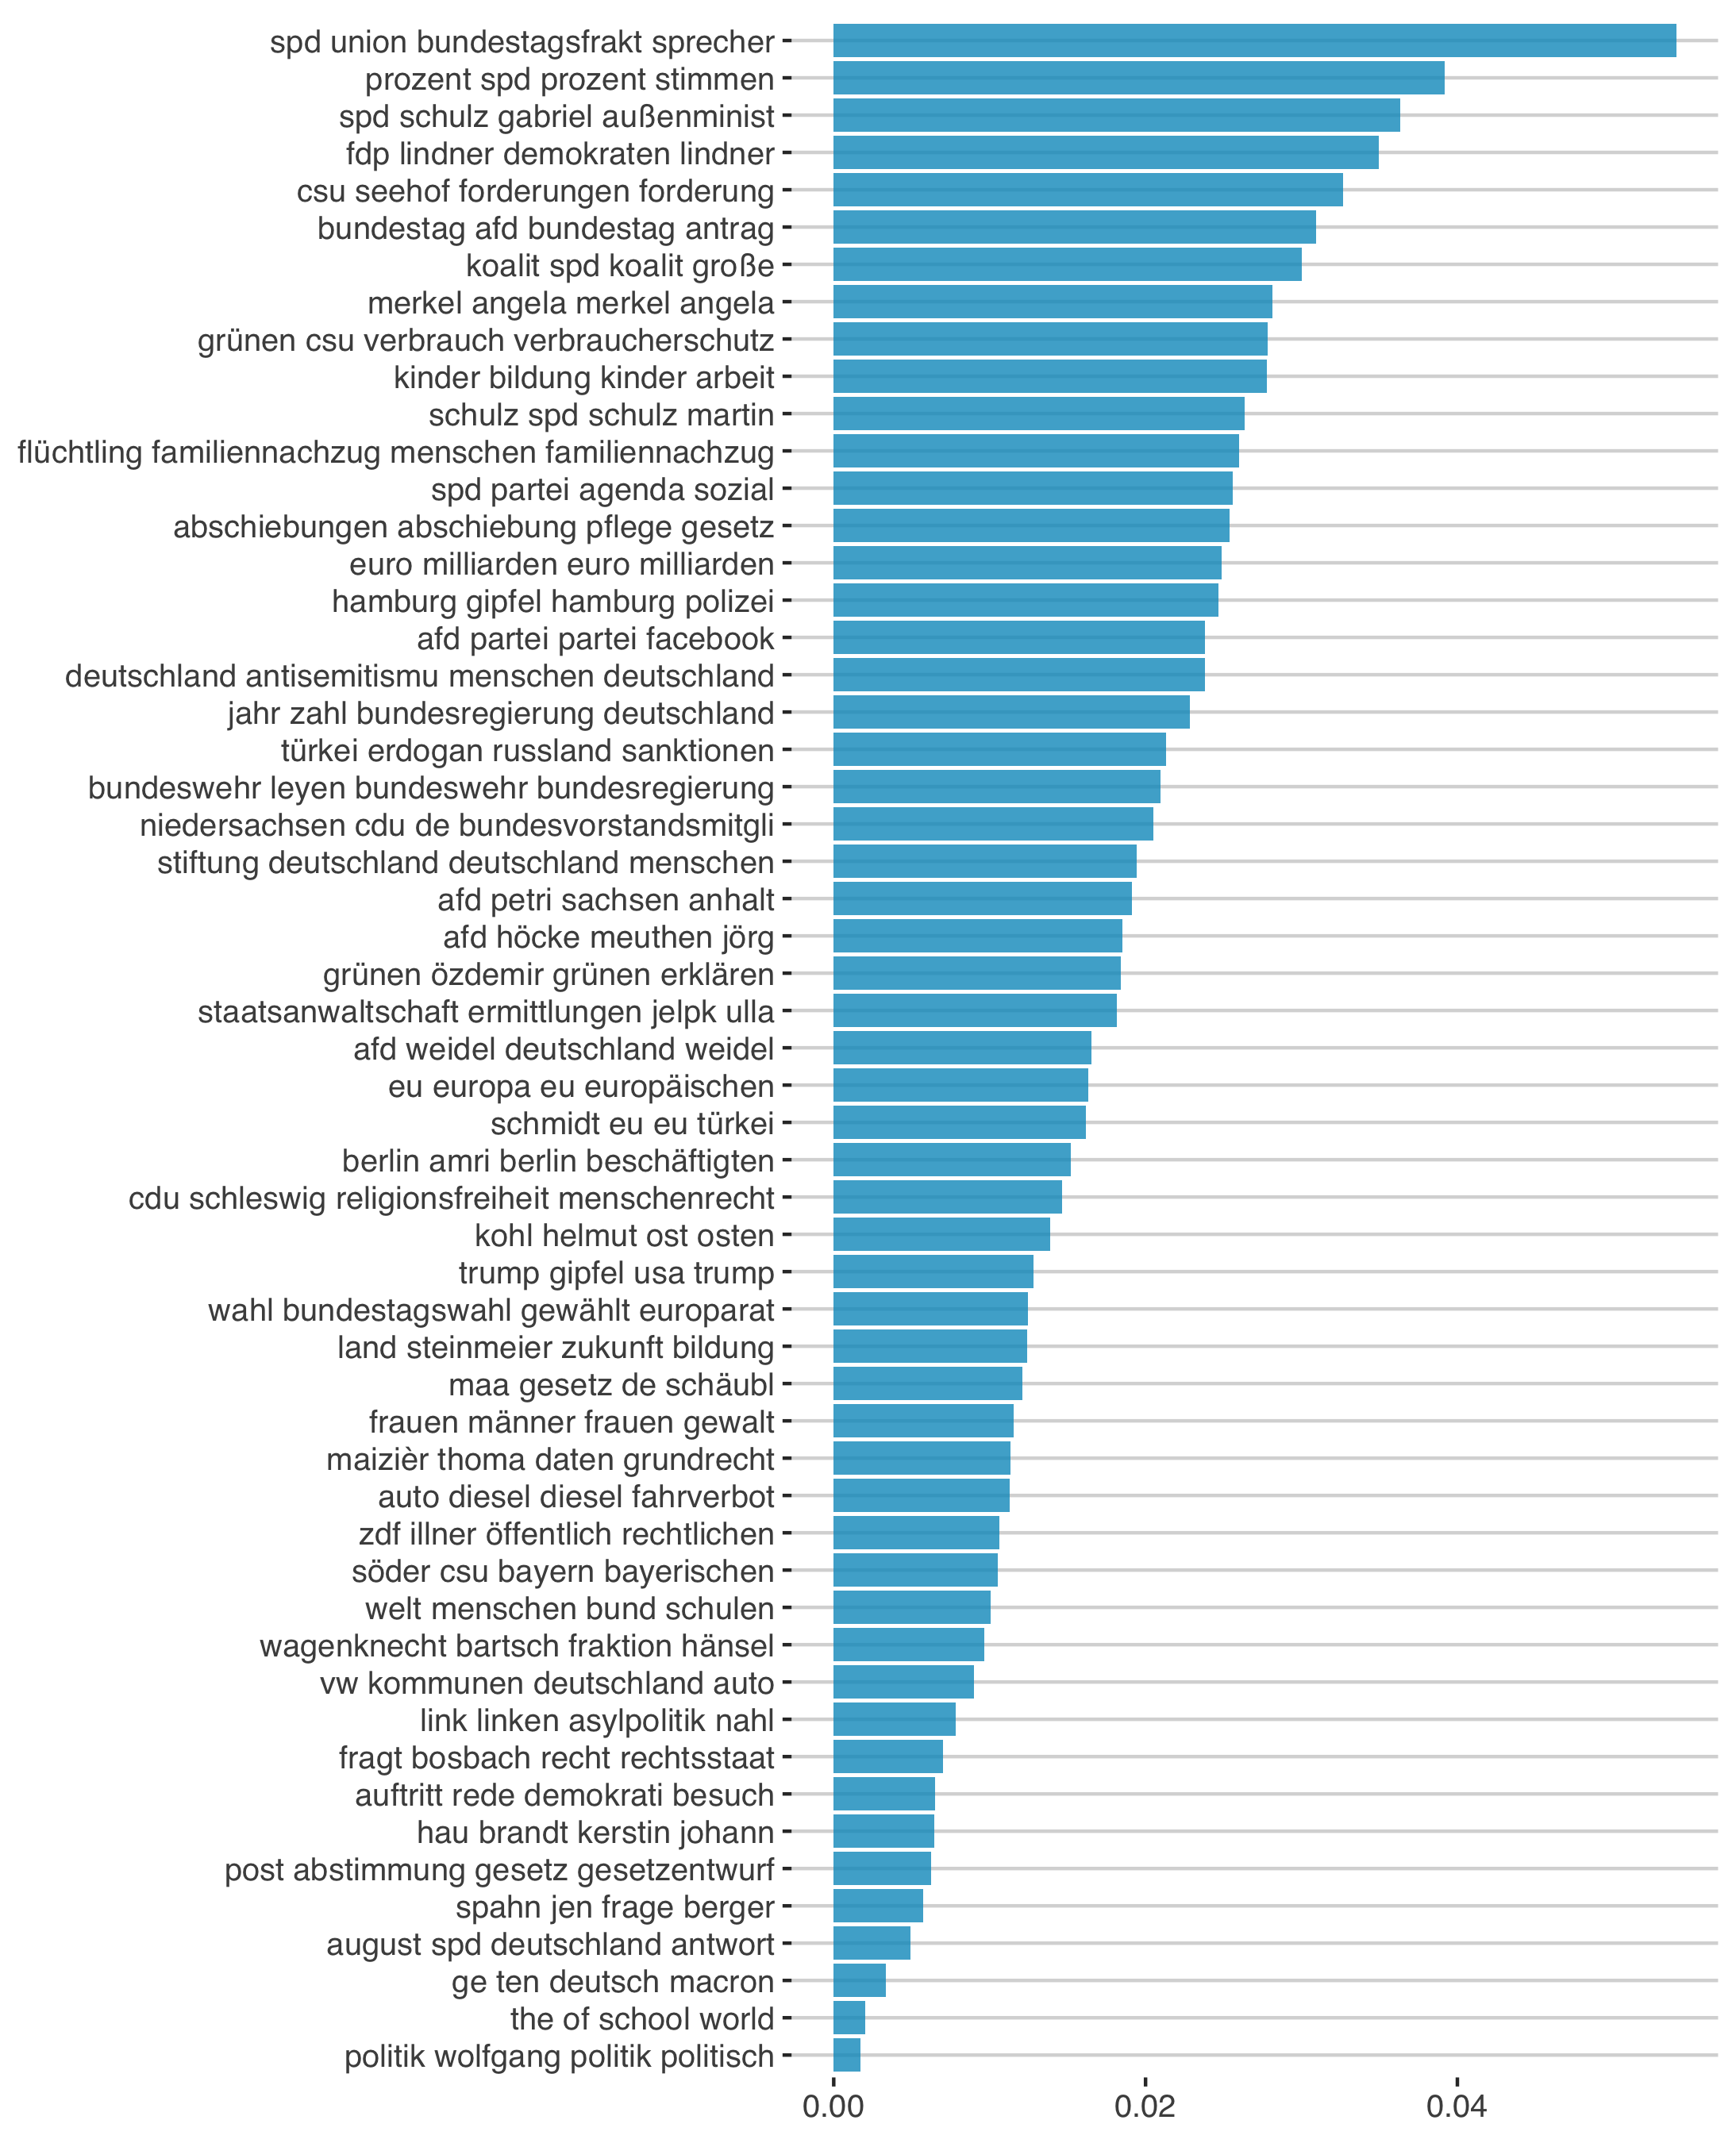 spd union bundestagsfrakt sprecher
prozent spd prozent stimmen
spd schulz gabriel außenminist
fdp lindner demokraten lindner
csu seehof forderungen forderung
bundestag afd bundestag antrag
koalit spd koalit große
merkel angela merkel angela
grünen csu verbrauch verbraucherschutz
kinder bildung kinder arbeit
schulz spd schulz martin
flüchtling familiennachzug menschen familiennachzug
spd partei agenda sozial
abschiebungen abschiebung pflege gesetz
euro milliarden euro milliarden
hamburg gipfel hamburg polizei
afd partei partei facebook
deutschland antisemitismu menschen deutschland
jahr zahl bundesregierung deutschland
türkei erdogan russland sanktionen
bundeswehr leyen bundeswehr bundesregierung
niedersachsen cdu de bundesvorstandsmitgli
stiftung deutschland deutschland menschen
afd petri sachsen anhalt
afd höcke meuthen jörg
grünen özdemir grünen erklären
staatsanwaltschaft ermittlungen jelpk ulla
afd weidel deutschland weidel
eu europa eu europäischen
schmidt eu eu türkei
berlin amri berlin beschäftigten
cdu schleswig religionsfreiheit menschenrecht
kohl helmut ost osten
trump gipfel usa trump
wahl bundestagswahl gewählt europarat
land steinmeier zukunft bildung
maa gesetz de schäubl
frauen männer frauen gewalt
maizièr thoma daten grundrecht
auto diesel diesel fahrverbot
zdf illner öffentlich rechtlichen
söder csu bayern bayerischen
welt menschen bund schulen
wagenknecht bartsch fraktion hänsel
vw kommunen deutschland auto
link linken asylpolitik nahl
fragt bosbach recht rechtsstaat
auftritt rede demokrati besuch
hau brandt kerstin johann
post abstimmung gesetz gesetzentwurf
spahn jen frage berger
august spd deutschland antwort
ge ten deutsch macron
the of school world
politik wolfgang politik politisch
0.00 0.02 0.04